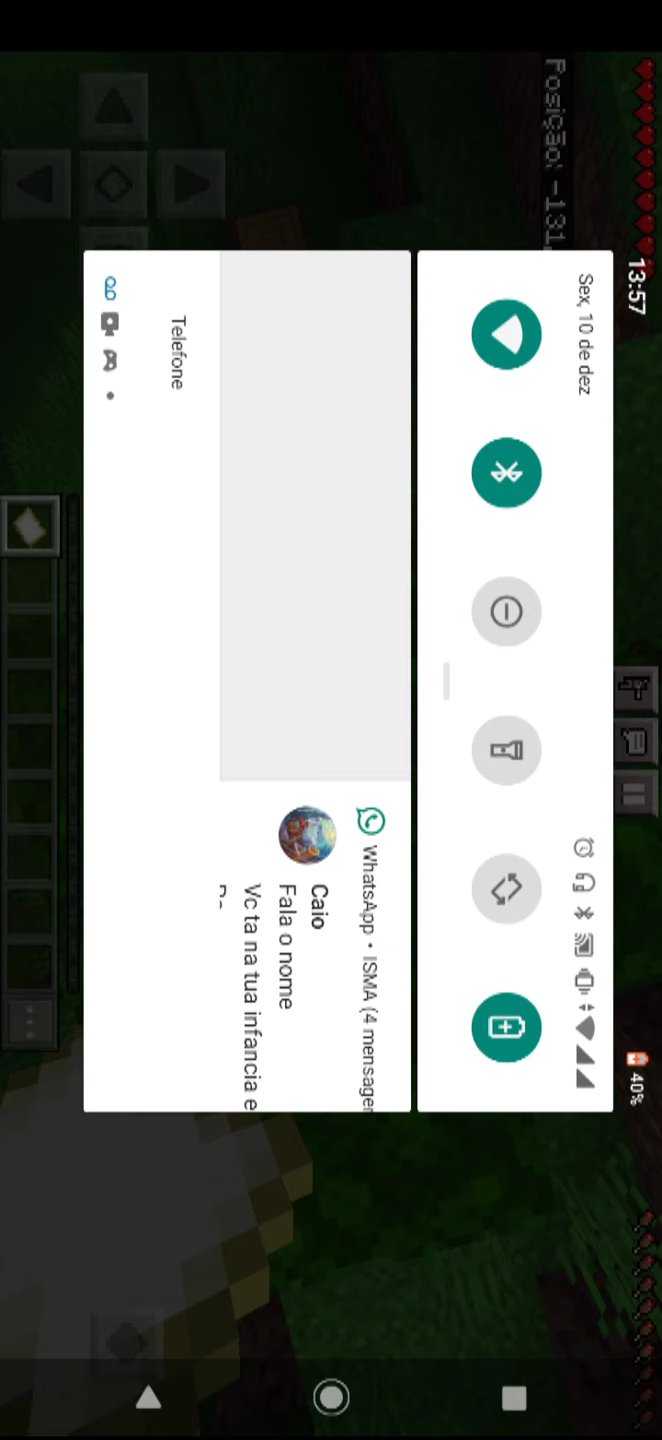 13:57
40%
Posição: -131,
Sex, 10 de dez
WhatsApp • ISMA (4 mensagen
Caio
Fala o nome
Vc ta na tua infancia e
Telefone